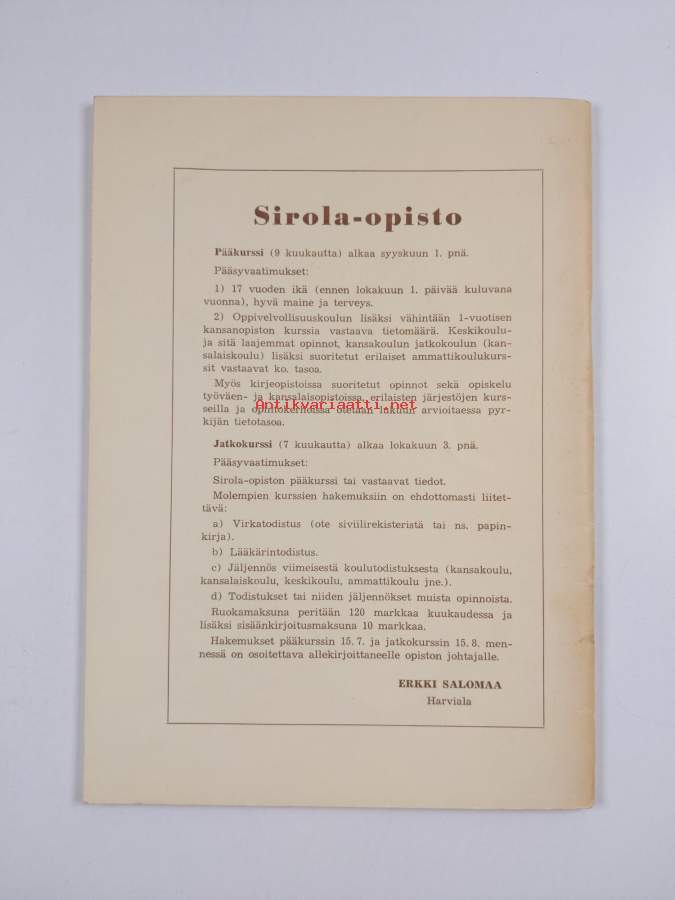 Sirola-opisto
Pääkurssi (9 kuukautta) alkaa syyskuun 1. pnä.
Pääsyvaatimukset:
1) 17 vuoden ikä (ennen lokakuun 1. päivää kuluvana
vuonna), hyvä maine ja terveys.
2) Oppivelvollisuuskoulun lisäksi vähintään 1-vuotisen
kansanopiston kurssia vastaava tietomäärä. Keskikoulu-
ja sitä laajemmat opinnot, kansakoulun jatkokoulun (kan-
salaiskoulu) lisäksi suoritetut erilaiset ammattikoulukurs-
sit vastaavat ko. tasoa.
Myös kirjeopistoissa suoritetut opinnot sekä opiskelu
työväen- ja kansalaisopistoissa, erilaisten järjestöjen kurs-
Antikvariaatti.net
seilla ja opintokerhoissa otetaan lukuun arvioitaessa pyr-
kijän tietotasoa.
Jatkokurssi (7 kuukautta) alkaa lokakuun 3. pnä.
Pääsyvaatimukset:
Sirola-opiston pääkurssi tai vastaavat tiedot.
Molempien kurssien hakemuksiin on ehdottomasti liitet-
tävä:
a) Virkatodistus (ote siviilirekisteristä tai ns. papin-
kirja).
b) Lääkärintodistus.
c) Jäljennös viimeisestä koulutodistuksesta (kansakoulu,
kansalaiskoulu, keskikoulu, ammattikoulu jne.).
d) Todistukset tai niiden jäljennökset muista opinnoista.
Ruokamaksuna peritään 120 markkaa kuukaudessa ja
lisäksi sisäänkirjoitusmaksuna 10 markkaa.
Hakemukset pääkurssin 15.7. ja jatkokurssin 15.8. men-
nessä on osoitettava allekirjoittaneelle opiston johtajalle.
ERKKI SALOMAA
Harviala